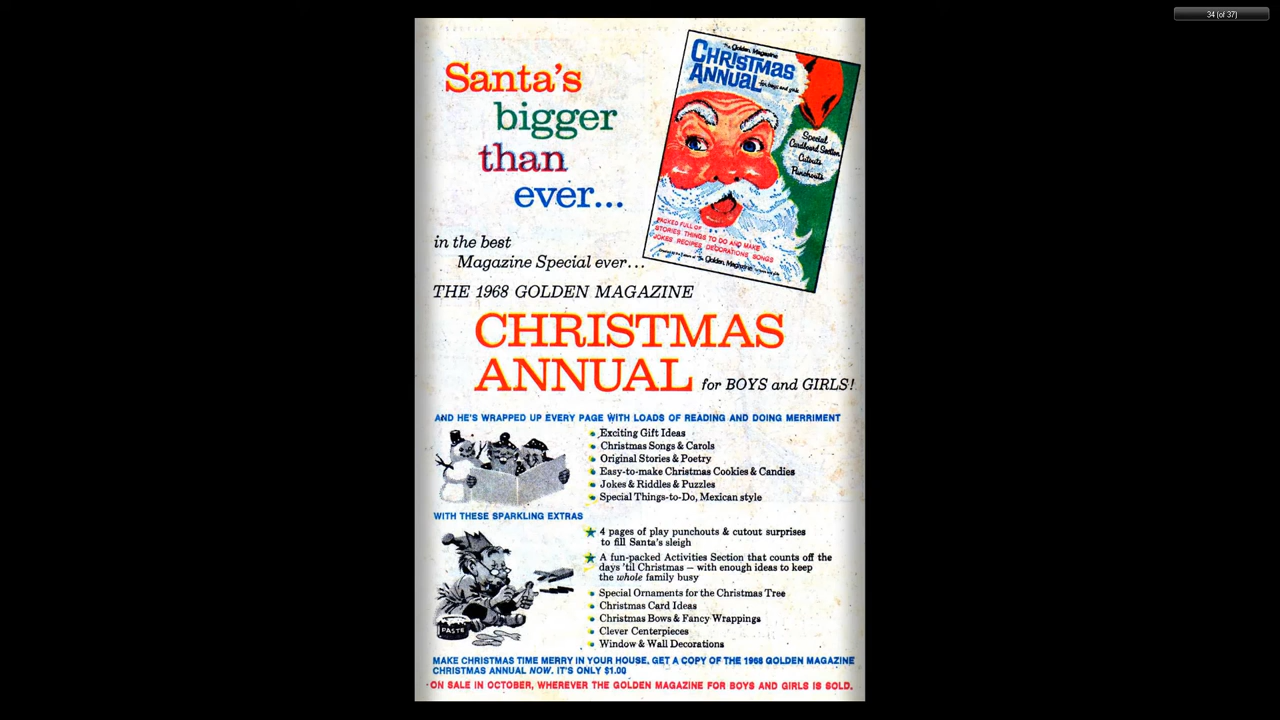 34 (of 37)
Santa's
bigger
than
ever...
The Golden Magazine
CHRISTMAS
ANNUAL for boys and girls
Special
Cardboard Section
Cutouts
Punchouts
PACKED FULL OF
STORIES THINGS TO DO AND MAKE
JOKES RECIPES DECORATIONS SONGS
The Golden Magazine
in the best
Magazine Special ever...
THE 1968 GOLDEN MAGAZINE
CHRISTMAS
ANNUAL for BOYS and GIRLS!
AND HE'S WRAPPED UP EVERY PAGE WITH LOADS OF READING AND DOING MERRIMENT
Exciting Gift Ideas
Christmas Songs & Carols
Original Stories & Poetry
Easy-to-make Christmas Cookies & Candies
Jokes & Riddles & Puzzles
Special Things-to-Do, Mexican style
WITH THESE SPARKLING EXTRAS
4 pages of play punchouts & cutout surprises
to fill Santa's sleigh
A fun-packed Activities Section that counts off the
days 'til Christmas — with enough ideas to keep
the whole family busy
Special Ornaments for the Christmas Tree
Christmas Card Ideas
Christmas Bows & Fancy Wrappings
Clever Centerpieces
Window & Wall Decorations
PASTE
MAKE CHRISTMAS TIME MERRY IN YOUR HOUSE. GET A COPY OF THE 1968 GOLDEN MAGAZINE
CHRISTMAS ANNUAL NOW. IT'S ONLY $1.00
ON SALE IN OCTOBER, WHEREVER THE GOLDEN MAGAZINE FOR BOYS AND GIRLS IS SOLD.